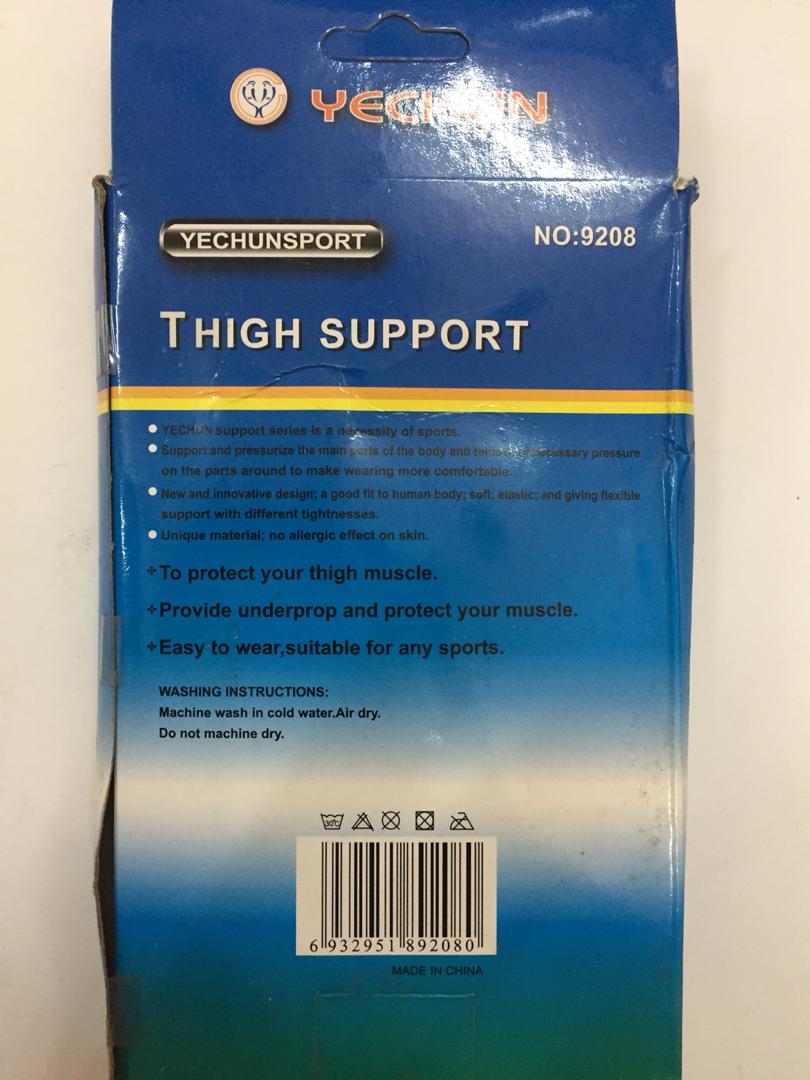 YECHUN
YECHUNSPORT
NO:9208
THIGH SUPPORT
YECHUN support series is a necessity of sports.
Support and pressurize the main parts of the body and remove unnecessary pressure
on the parts around to make wearing more comfortable.
New and innovative design; a good fit to human body; soft; elastic; and giving flexible
support with different tightnesses.
Unique material; no allergic effect on skin.
To protect your thigh muscle.
Provide underprop and protect your muscle.
Easy to wear,suitable for any sports.
WASHING INSTRUCTIONS:
Machine wash in cold water.Air dry.
Do not machine dry.
30℃
6 932951 892080
MADE IN CHINA